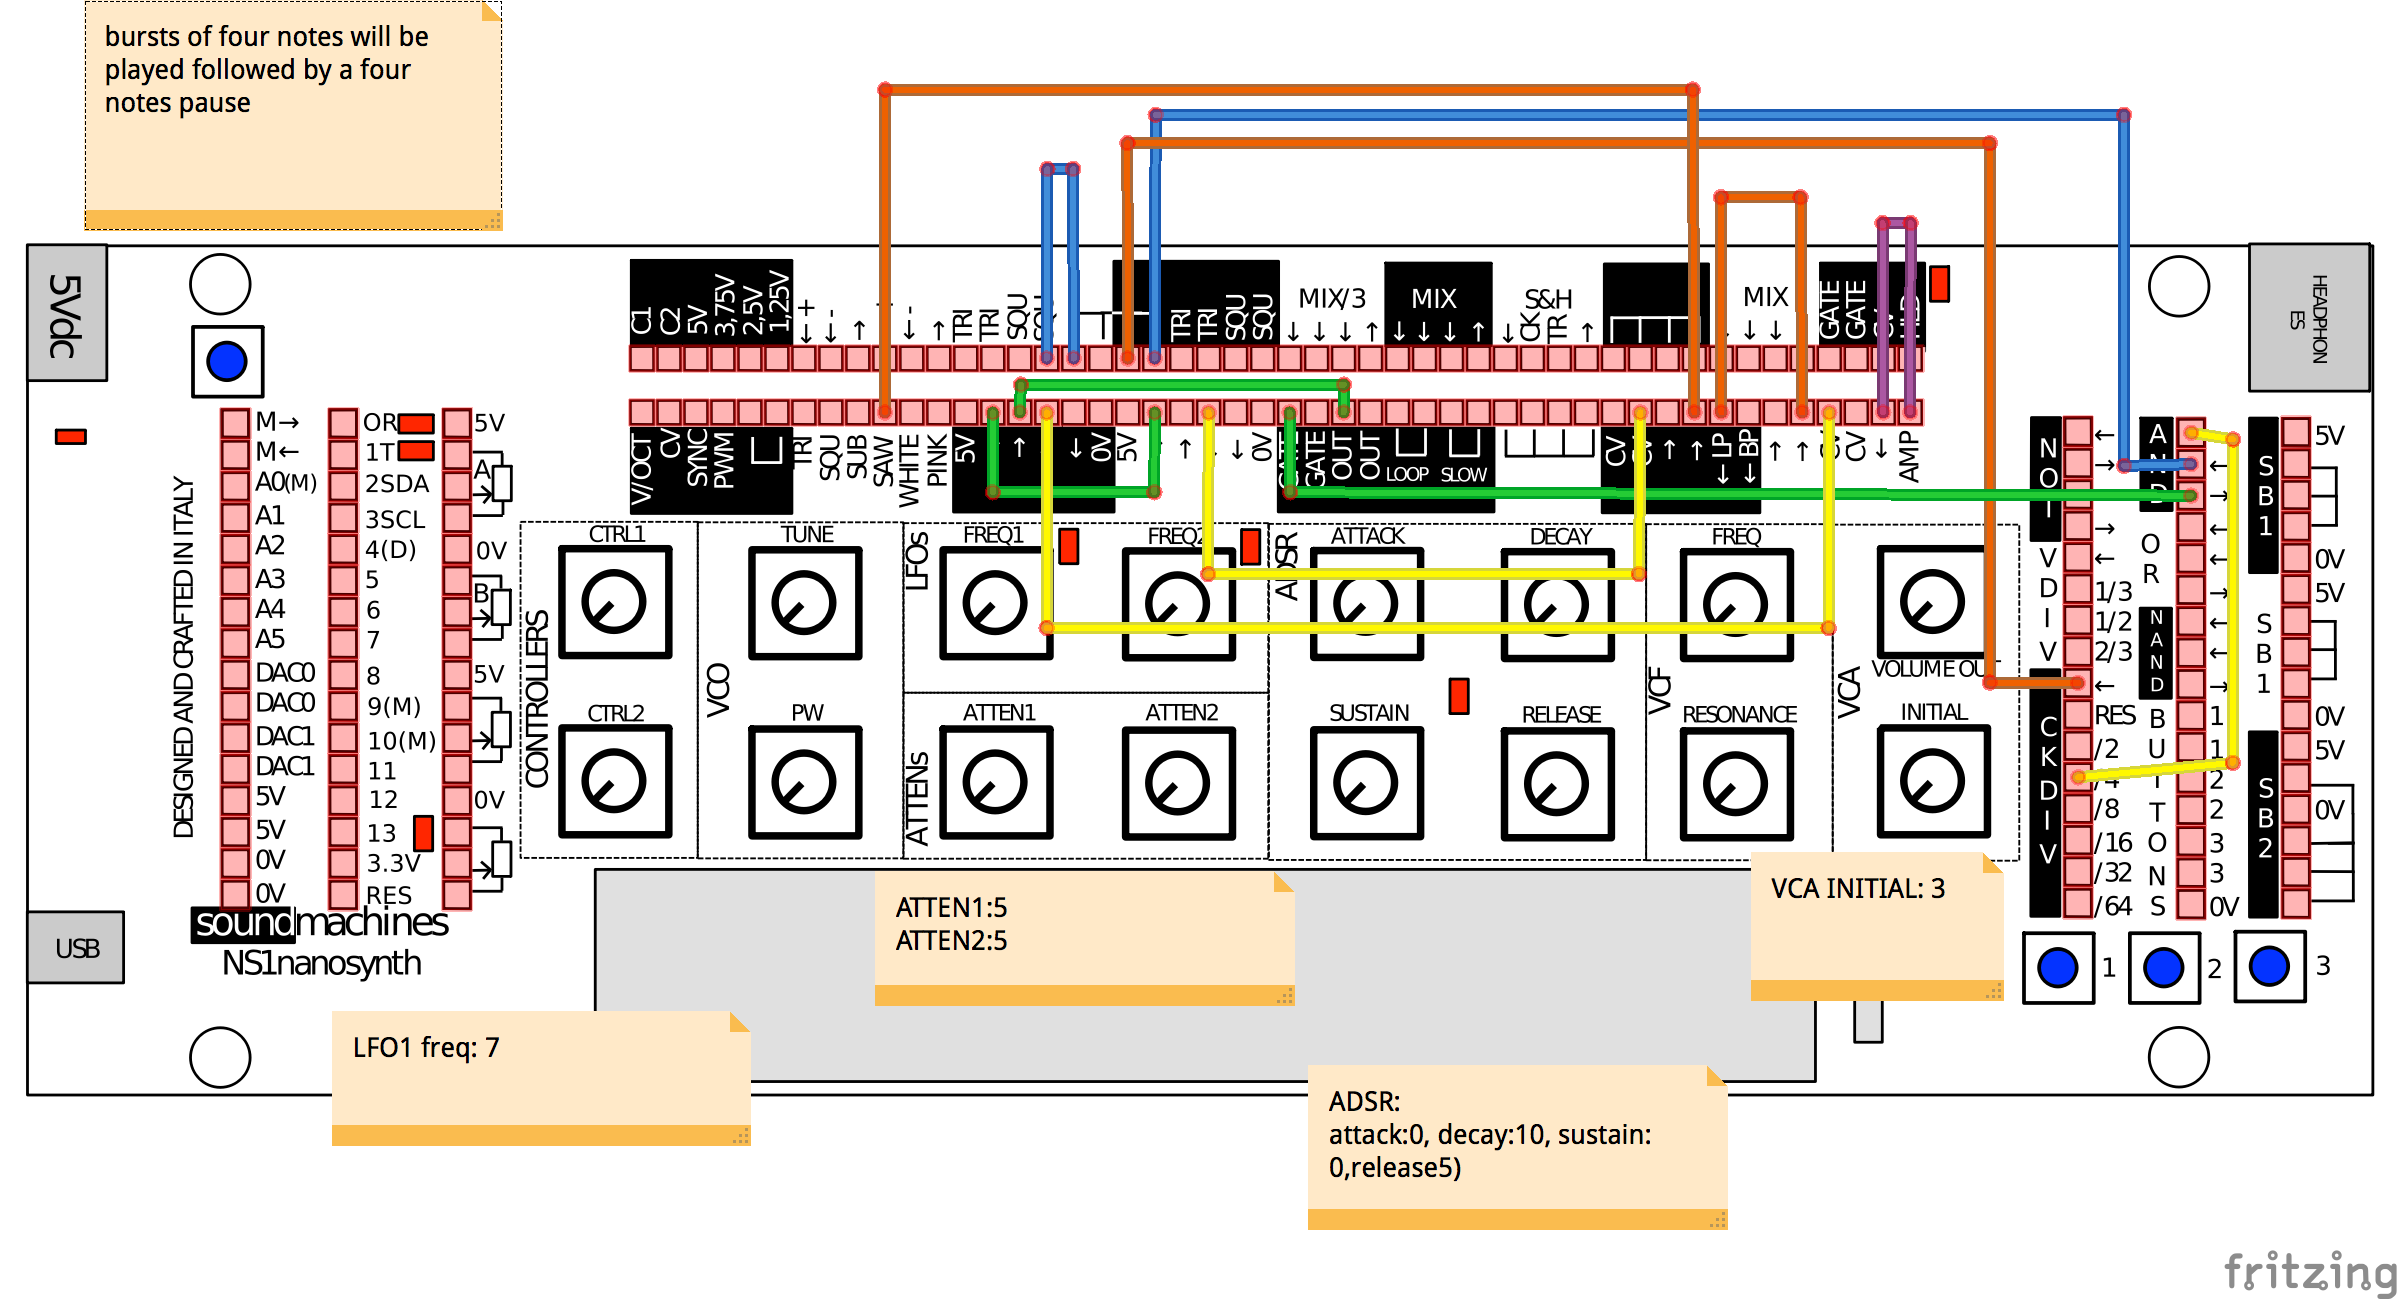 bursts of four notes will be
played followed by a four
notes pause
5Vdc
HEADPHON
ES
C1
C2
5V
3,75V
2,5V
1,25V
+
-
-
TRI
TRI
SQU
SQU
TRI
TRI
SQU
SQU
MIX/3
↓ ↓ ↓ ↑
MIX
↓ ↓ ↓ ↑
S&H
↓
CK
TR
↑
MIX
↓ ↓
GATE
GATE
V/OCT
CV
SYNC
PWM
TRI
SQU
SUB
SAW
WHITE
PINK
5V
↑
↓
0V
5V
↑
↓
0V
GATE
GATE
OUT
OUT
LOOP
SLOW
CV
CV
↑
↑
←LP
←BP
↑
↑
CV
↓
AMP
M→
M←
A0(M)
A1
A2
A3
A4
A5
DAC0
DAC0
DAC1
DAC1
5V
5V
0V
0V
OR
1T
2SDA
3SCL
4(D)
5
6
7
8
9(M)
10(M)
11
12
13
3.3V
RES
5V
A
0V
B
5V
0V
DESIGNED AND CRAFTED IN ITALY
soundmachines
NS1nanosynth
USB
CONTROLLERS
CTRL1
CTRL2
VCO
TUNE
PW
LFOs
FREQ1
FREQ2
ATTENs
ATTEN1
ATTEN2
ADSR
ATTACK
DECAY
SUSTAIN
RELEASE
VCF
FREQ
RESONANCE
VCA
VOLUME OU
INITIAL
NOT
←
→
→
VDIV
←
1/3
1/2
2/3
CKDIV
←
RES
/2
/4
/8
/16
/32
/64
AND
←
→
OR
←
←
→
NAND
←
←
→
BUTTONS
1
1
2
2
3
3
0V
SB1
5V
0V
SB1
5V
0V
SB2
5V
0V
1
2
3
ATTEN1:5
ATTEN2:5
VCA INITIAL: 3
LFO1 freq: 7
ADSR:
attack:0, decay:10, sustain:
0,release5)
fritzing